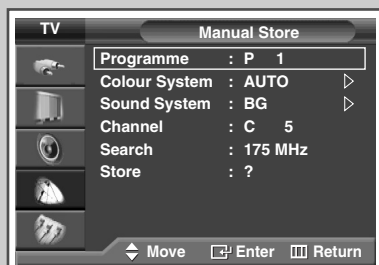 TV
Manual Store
Programme : P 1
Colour System : AUTO
Sound System : BG
Channel : C 5
Search : 175 MHz
Store : ?
Move Enter Return